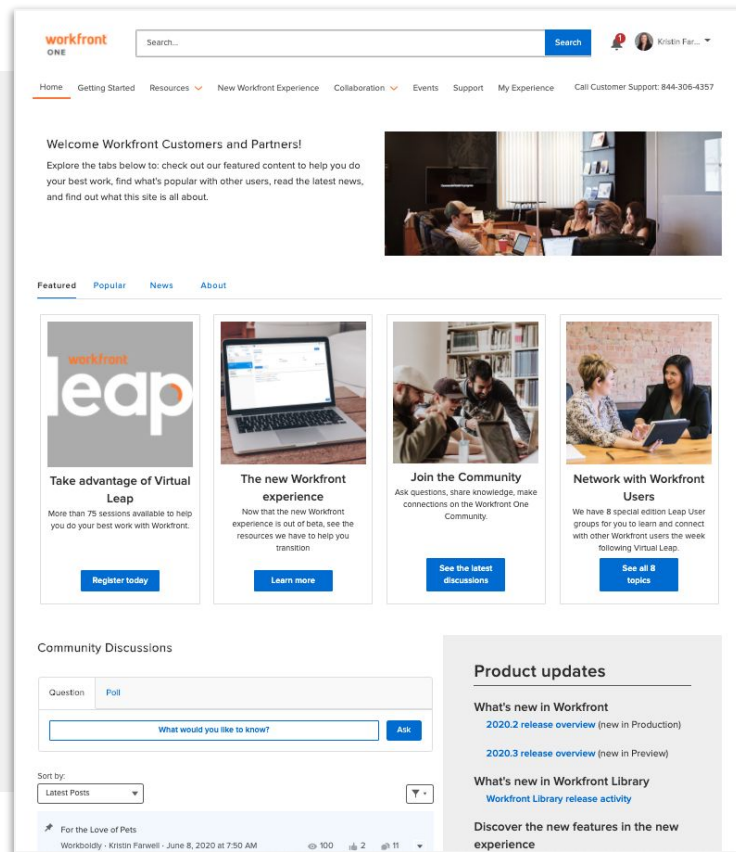 workfront
ONE
Search...
Search
1
Kristin Far...
Home Getting Started Resources New Workfront Experience Collaboration Events Support My Experience Call Customer Support: 844-306-4357
Welcome Workfront Customers and Partners!
Explore the tabs below to: check out our featured content to help you do
your best work, find what's popular with other users, read the latest news,
and find out what this site is all about.
Featured Popular News About
workfront
leap
Take advantage of Virtual
Leap
More than 75 sessions available to help
you do your best work with Workfront.
Register today
The new Workfront
experience
Now that the new Workfront
experience is out of beta, see the
resources we have to help you
transition
Learn more
Join the Community
Ask questions, share knowledge, make
connections on the Workfront One
Community.
See the latest
discussions
Network with Workfront
Users
We have 8 special edition Leap User
groups for you to learn and connect
with other Workfront users the week
following Virtual Leap.
See all 8
topics
Community Discussions
Question Poll
What would you like to know?
Ask
Sort by:
Latest Posts
For the Love of Pets
Workboldly - Kristin Farwell - June 8, 2020 at 7:50 AM
100 2 11
Product updates
What's new in Workfront
2020.2 release overview (new in Production)
2020.3 release overview (new in Preview)
What's new in Workfront Library
Workfront Library release activity
Discover the new features in the new
experience